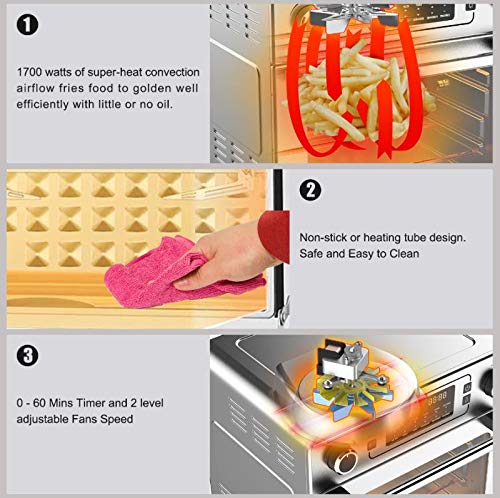 1
1700 watts of super-heat convection
airflow fries food to golden well
efficiently with little or no oil.
2
Non-stick or heating tube design.
Safe and Easy to Clean
3
0 - 60 Mins Timer and 2 level
adjustable Fans Speed